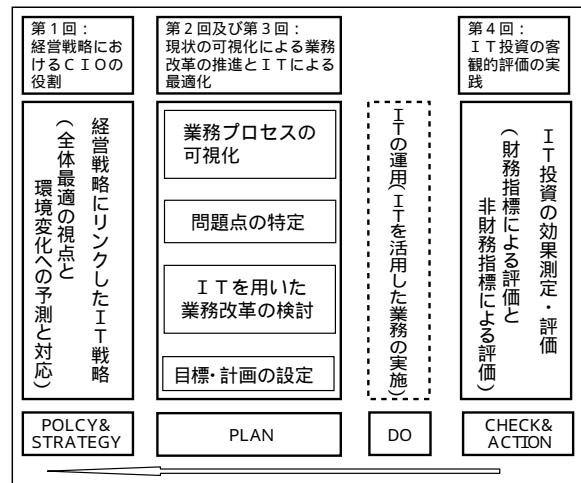 第１回：
経営戦略にお
けるＣＩＯの
役割
第２回及び第３回：
現状の可視化による業務
改革の推進とＩＴによる
最適化
第４回：
ＩＴ投資の客
観的評価の実
践
経営戦略にリンクしたＩＴ戦略
（全体最適の視点と
環境変化への予測と対応）
業務プロセスの
可視化
問題点の特定
ＩＴを用いた
業務改革の検討
目標・計画の設定
ＩＴの運用（ＩＴを活用した業務の実施）
ＩＴ投資の効果測定・評価
（財務指標による評価と
非財務指標による評価）
POLCY&
STRATEGY
PLAN
DO
CHECK&
ACTION